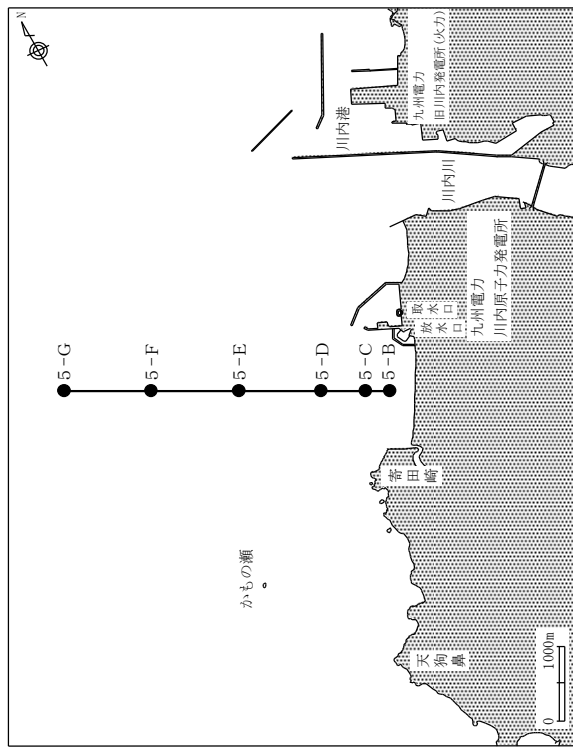 N
5-G
5-F
5-E
5-D
5-C
5-B
かもの瀬
天狗鼻
寄田崎
放水口
取水口
九州電力
川内原子力発電所
川内川
川内港
九州電力
旧川内発電所(火力)
0 1000m